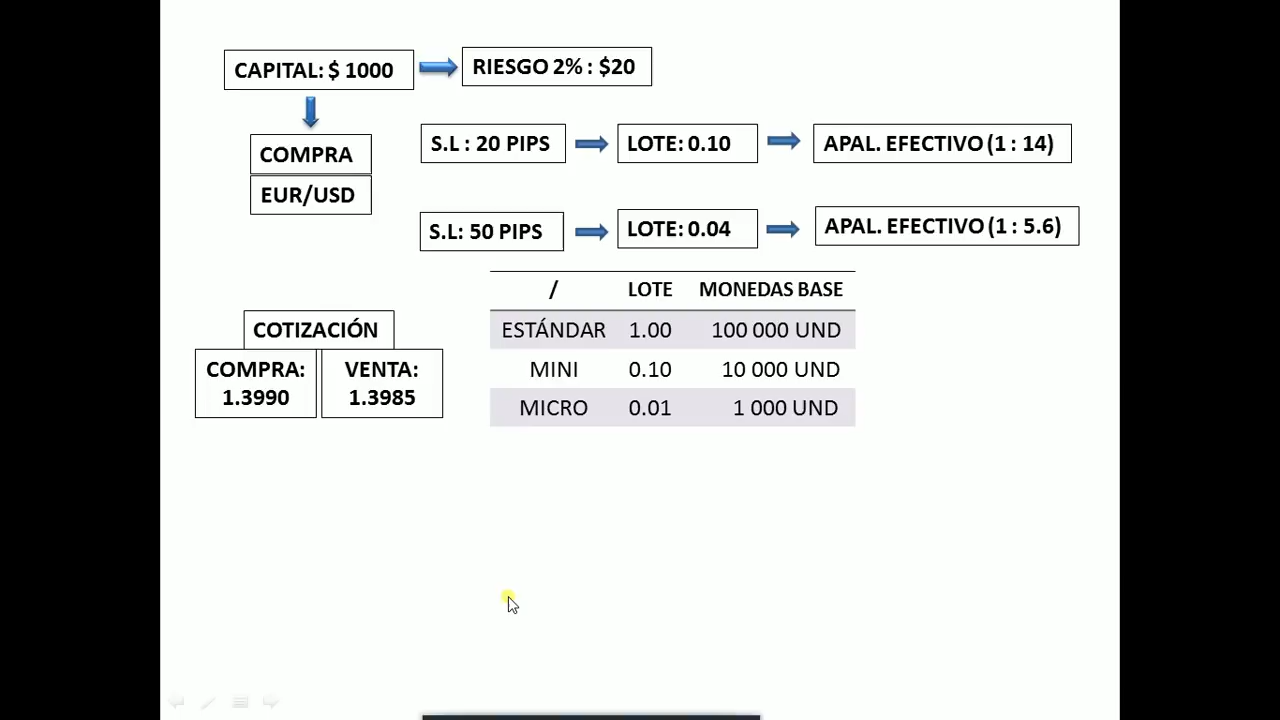 CAPITAL: $ 1000
RIESGO 2% : $20
COMPRA
EUR/USD
S.L : 20 PIPS
LOTE: 0.10
APAL. EFECTIVO (1 : 14)
S.L: 50 PIPS
LOTE: 0.04
APAL. EFECTIVO (1 : 5.6)
COTIZACIÓN
COMPRA:
1.3990
VENTA:
1.3985
/ LOTE MONEDAS BASE
ESTÁNDAR 1.00 100 000 UND
MINI 0.10 10 000 UND
MICRO 0.01 1 000 UND